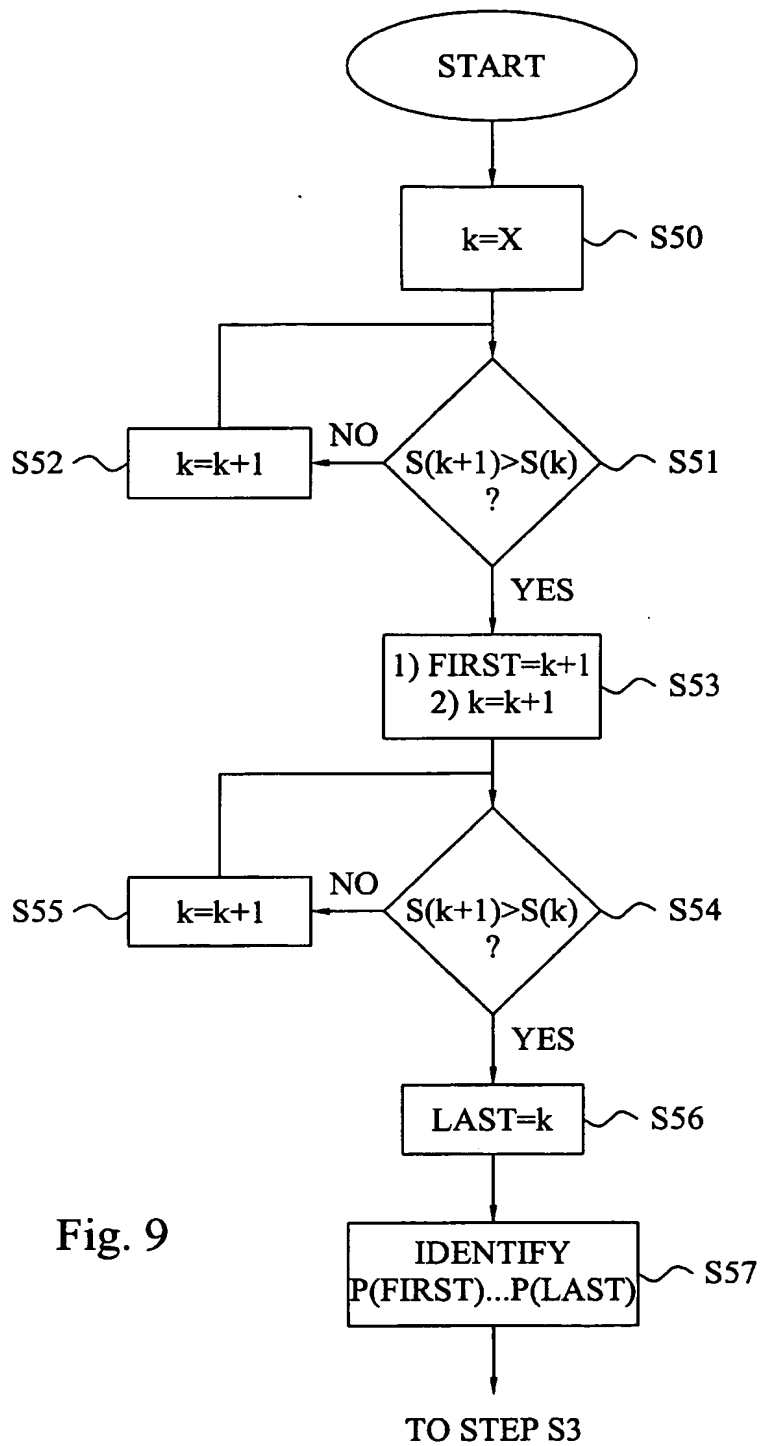 START
k=X
S50
NO
S52
k=k+1
S(k+1)>S(k)
?
S51
YES
1) FIRST=k+1
2) k=k+1
S53
NO
S55
k=k+1
S(k+1)>S(k)
?
S54
YES
LAST=k
S56
Fig. 9
IDENTIFY
P(FIRST)...P(LAST)
S57
TO STEP S3